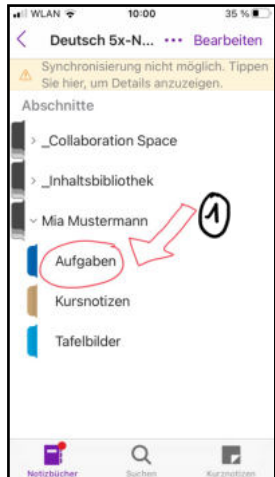 WLAN 10:00 35 %
Deutsch 5x-N... ••• Bearbeiten
Synchronisierung nicht möglich. Tippen
Sie hier, um Details anzuzeigen.
Abschnitte
_Collaboration Space
_Inhaltsbibliothek
Mia Mustermann
1
Aufgaben
Kursnotizen
Tafelbilder
Notizbücher Suchen Kurznotizen